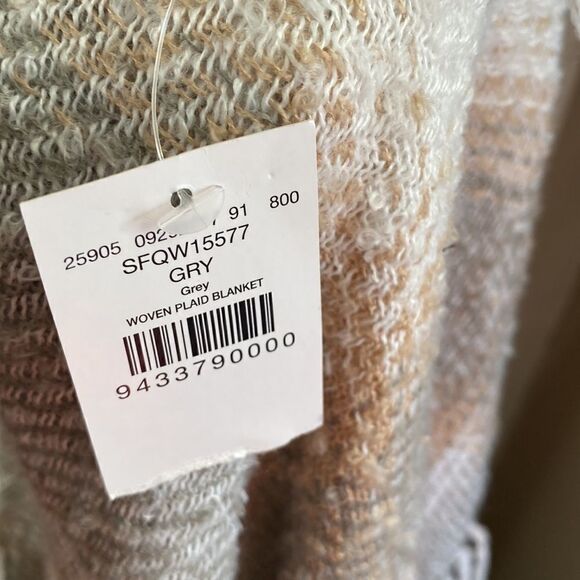 25905 91 800
SFQW15577
GRY
Grey
WOVEN PLAID BLANKET
9433790000